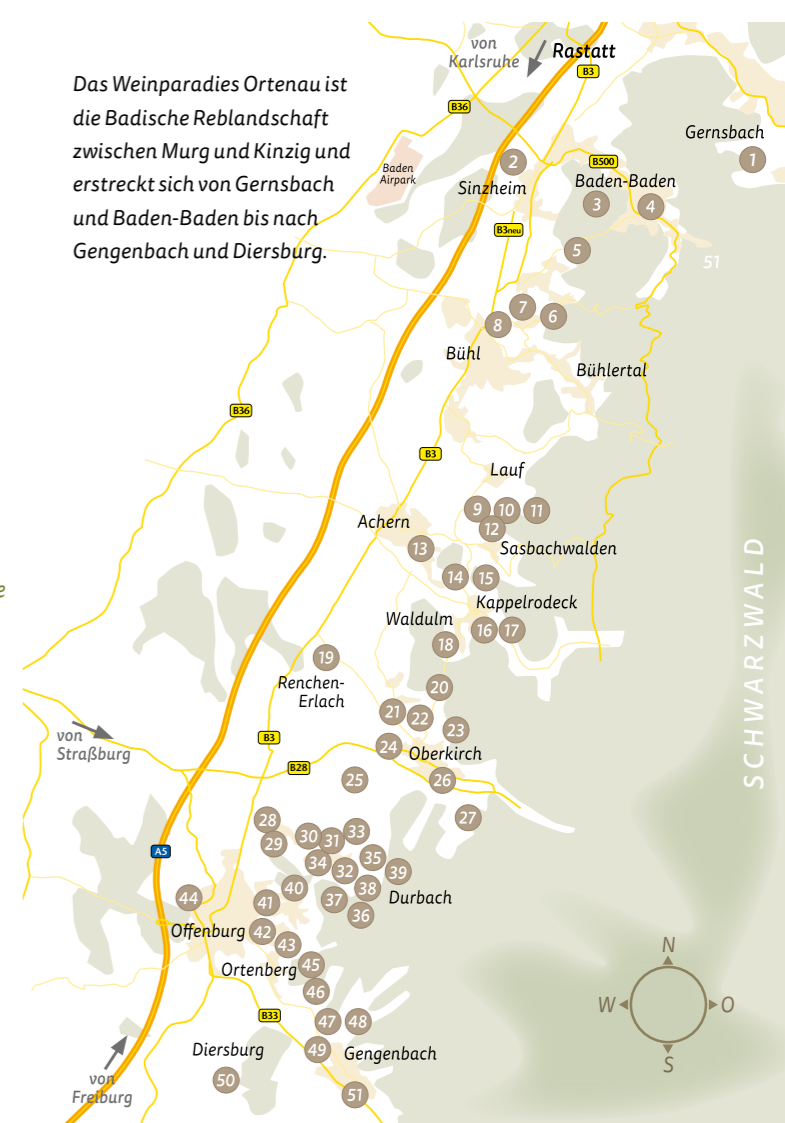 von
Karlsruhe
Rastatt
B3
Das Weinparadies Ortenau ist
die Badische Reblandschaft
zwischen Murg und Kinzig und
erstreckt sich von Gernsbach
und Baden-Baden bis nach
Gengenbach und Diersburg.
B36
Gernsbach
1
2
B500
Baden
Airpark
Sinzheim
Baden-Baden
3
4
B3neu
5
51
7
6
8
Bühl
Bühlertal
B36
B3
Lauf
9
10
11
Achern
12
13
Sasbachwalden
14
15
Kappelrodeck
e
Waldulm
16
17
18
SCHWARZWALD
19
Renchen-
Erlach
20
21
22
23
von
Straßburg
B3
24
Oberkirch
B28
25
26
27
28
30
31
33
29
A5
34
35
32
39
40
38
Durbach
44
41
37
36
Offenburg
42
43
Ortenberg
45
46
N
W
O
S
B33
47
48
Diersburg
49
Gengenbach
50
51
von
Freiburg